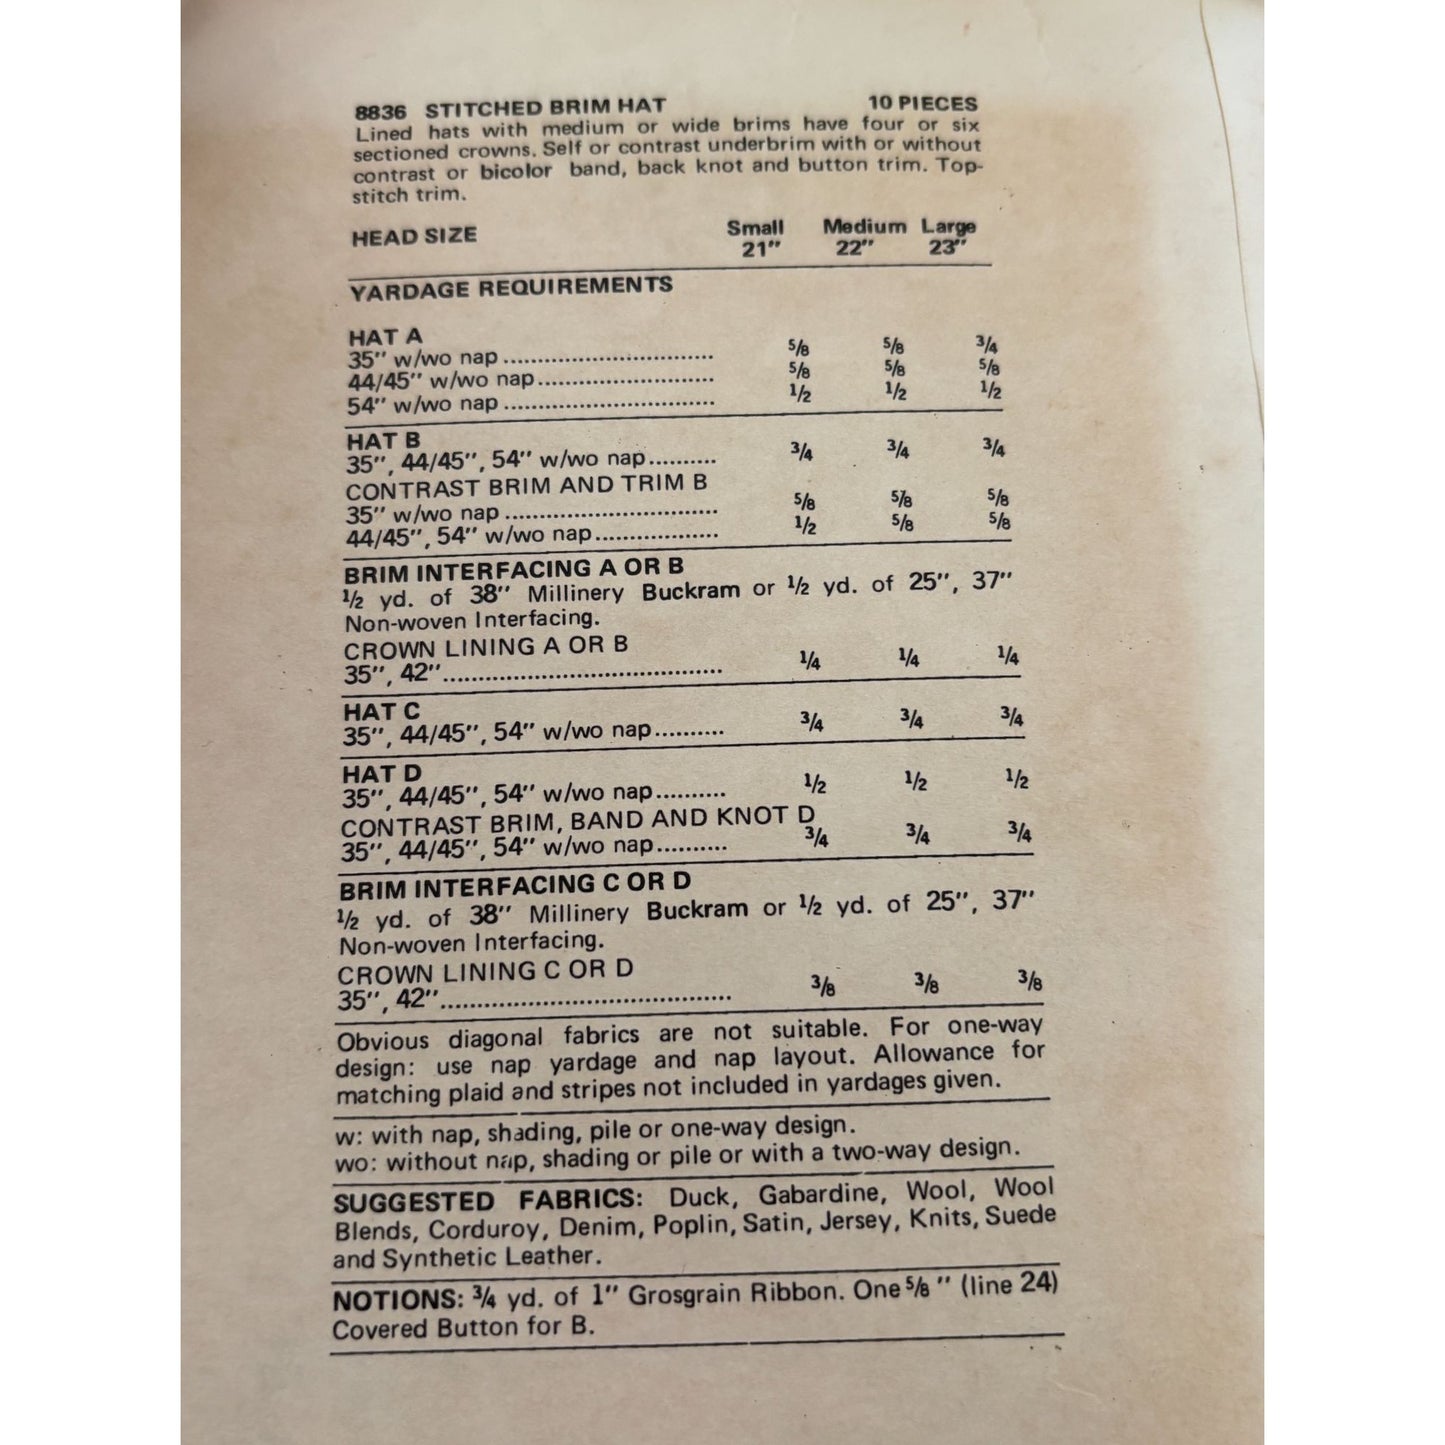 8836 STITCHED BRIM HAT 10 PIECES
Lined hats with medium or wide brims have four or six
sectioned crowns. Self or contrast underbrim with or without
contrast or bicolor band, back knot and button trim. Top-
stitch trim.
HEAD SIZE Small Medium Large
21" 22" 23"
YARDAGE REQUIREMENTS
HAT A
35" w/wo nap .............................. 5/8 5/8 3/4
44/45" w/wo nap.......................... 5/8 5/8 5/8
54" w/wo nap .............................. 1/2 1/2 1/2
HAT B
35", 44/45", 54" w/wo nap.......... 3/4 3/4 3/4
CONTRAST BRIM AND TRIM B
35" w/wo nap .............................. 5/8 5/8 5/8
44/45", 54" w/wo nap.................. 1/2 5/8 5/8
BRIM INTERFACING A OR B
1/2 yd. of 38" Millinery Buckram or 1/2 yd. of 25", 37"
Non-woven Interfacing.
CROWN LINING A OR B
35", 42"........................................ 1/4 1/4 1/4
HAT C
35", 44/45", 54" w/wo nap.......... 3/4 3/4 3/4
HAT D
35", 44/45", 54" w/wo nap.......... 1/2 1/2 1/2
CONTRAST BRIM, BAND AND KNOT D
35", 44/45", 54" w/wo nap.......... 3/4 3/4 3/4
BRIM INTERFACING C OR D
1/2 yd. of 38" Millinery Buckram or 1/2 yd. of 25", 37"
Non-woven Interfacing.
CROWN LINING C OR D
35", 42"........................................ 3/8 3/8 3/8
Obvious diagonal fabrics are not suitable. For one-way
design: use nap yardage and nap layout. Allowance for
matching plaid and stripes not included in yardages given.
w: with nap, shading, pile or one-way design.
wo: without nap, shading or pile or with a two-way design.
SUGGESTED FABRICS: Duck, Gabardine, Wool, Wool
Blends, Corduroy, Denim, Poplin, Satin, Jersey, Knits, Suede
and Synthetic Leather.
NOTIONS: 3/4 yd. of 1" Grosgrain Ribbon. One 5/8" (line 24)
Covered Button for B.